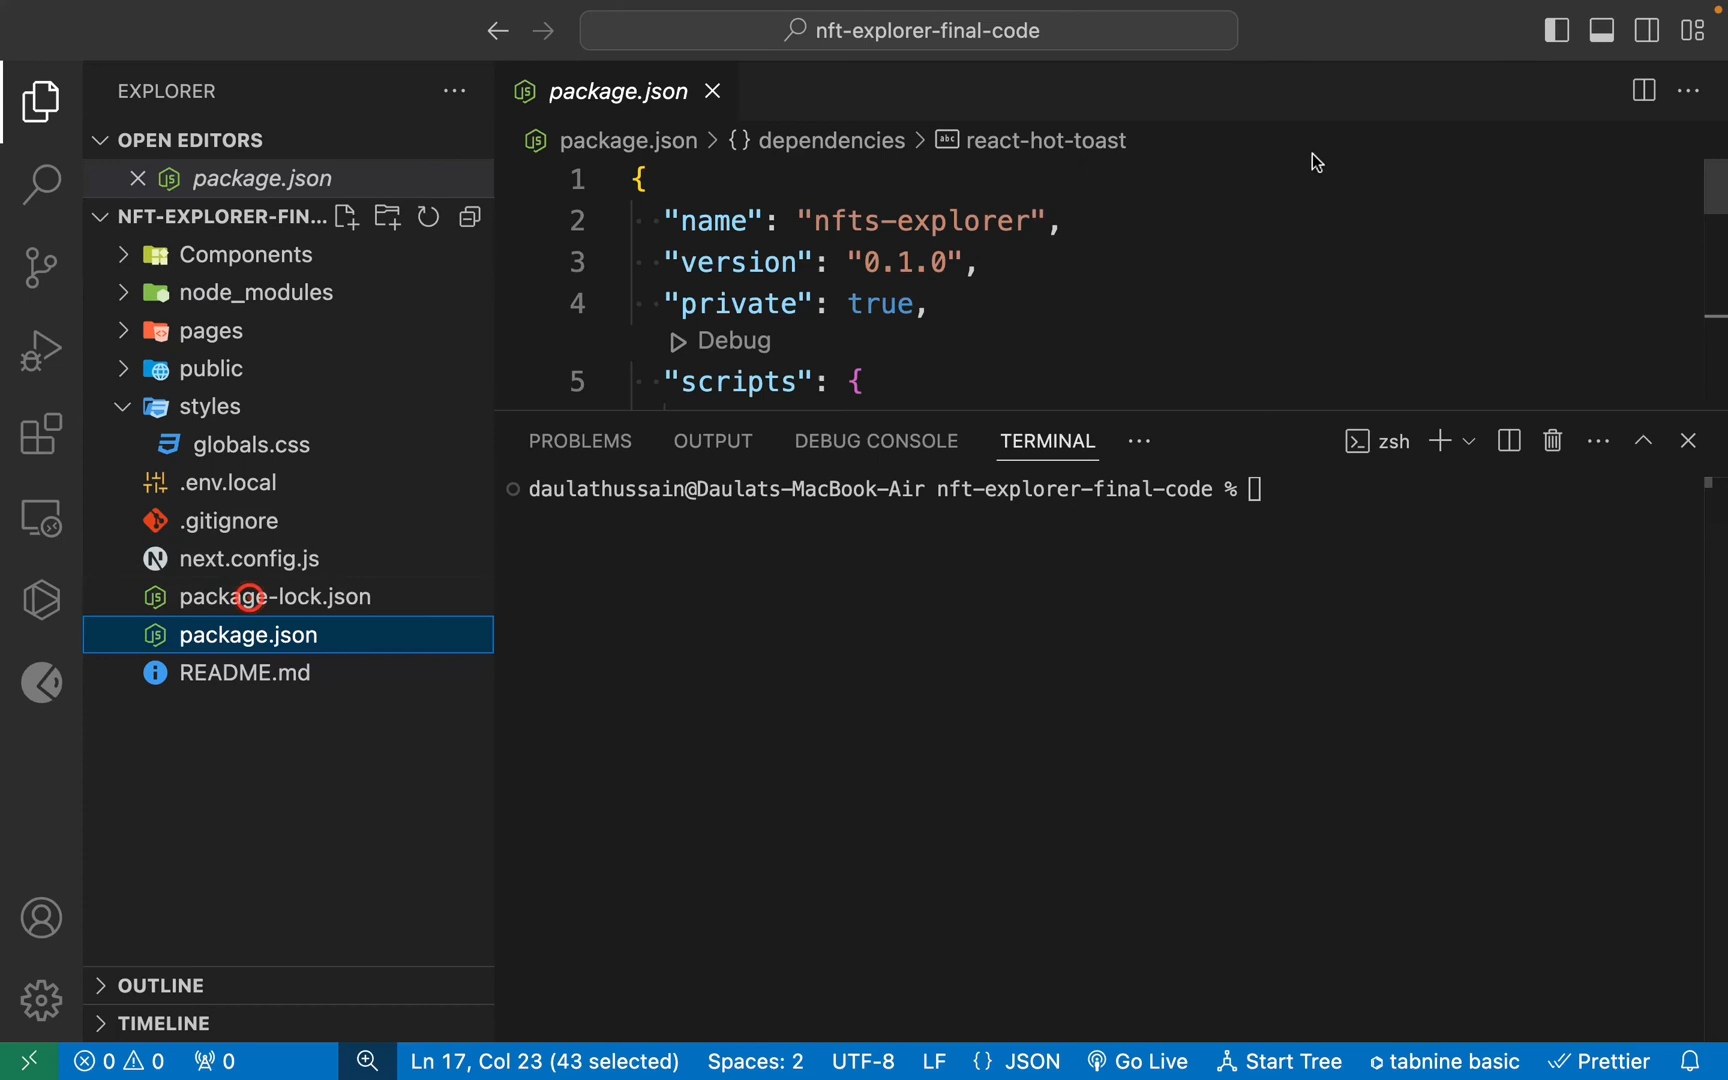 nft-explorer-final-code
EXPLORER
package.json
OPEN EDITORS
package.json > {} dependencies > abc react-hot-toast
package.json
NFT-EXPLORER-FIN...
Components
node_modules
pages
public
styles
globals.css
.env.local
.gitignore
next.config.js
package-lock.json
package.json
README.md
OUTLINE
TIMELINE
1 {
2 "name": "nfts-explorer",
3 "version": "0.1.0",
4 "private": true,
Debug
5 "scripts": {
PROBLEMS OUTPUT DEBUG CONSOLE TERMINAL zsh
daulathussain@Daulats-MacBook-Air nft-explorer-final-code %
0 0 0 Ln 17, Col 23 (43 selected) Spaces: 2 UTF-8 LF {} JSON Go Live Start Tree tabnine basic Prettier